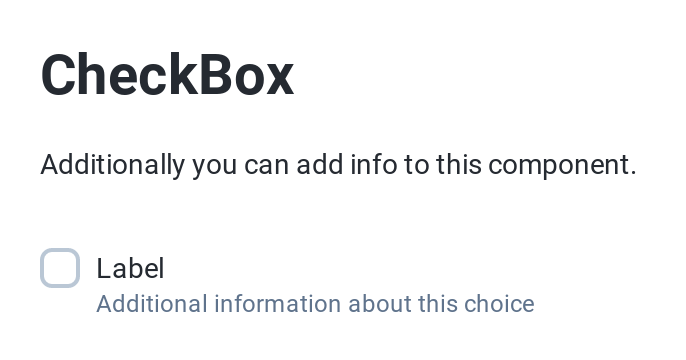 CheckBox
Additionally you can add info to this component.
Label
Additional information about this choice